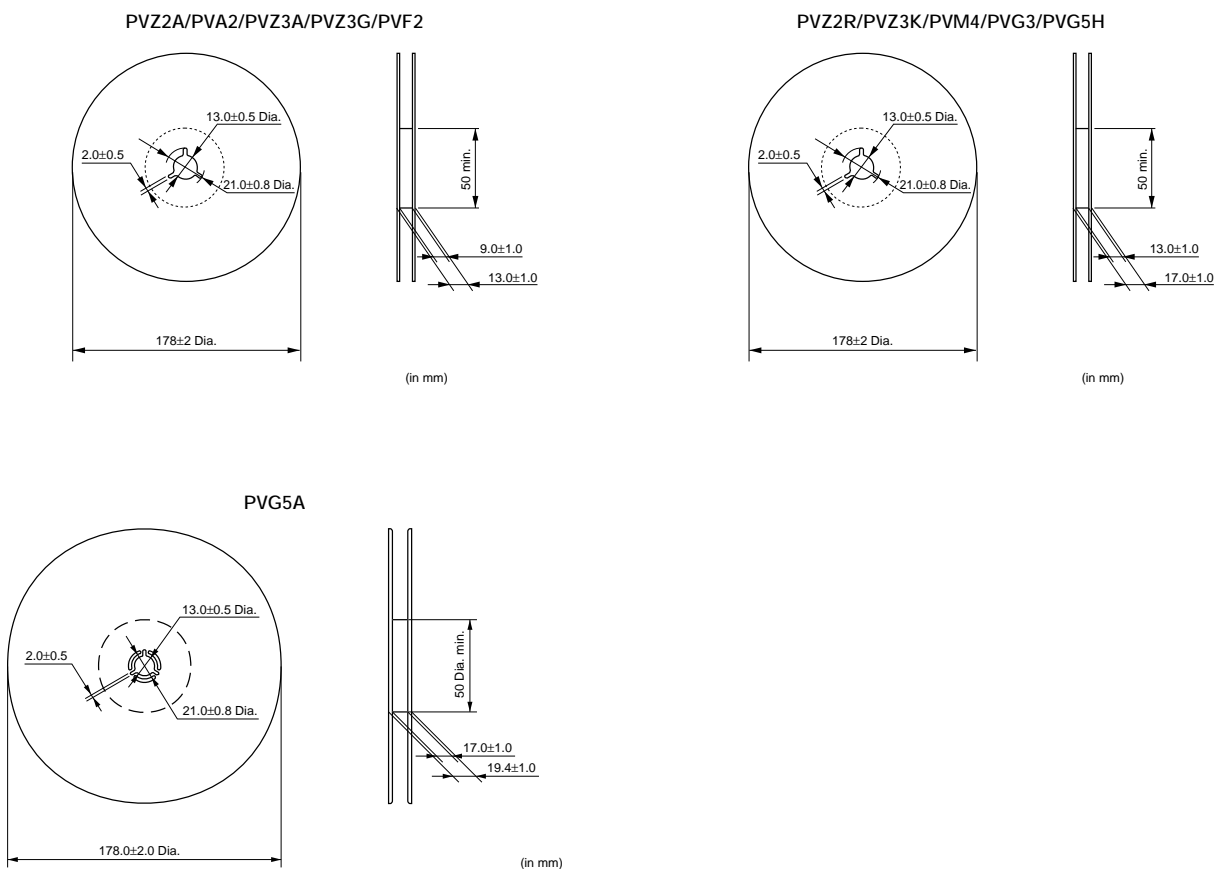 PVZ2A/PVA2/PVZ3A/PVZ3G/PVF2
13.0±0.5 Dia.
2.0±0.5
21.0±0.8 Dia.
50 min.
9.0±1.0
13.0±1.0
178±2 Dia.
(in mm)
PVZ2R/PVZ3K/PVM4/PVG3/PVG5H
13.0±0.5 Dia.
2.0±0.5
21.0±0.8 Dia.
50 min.
13.0±1.0
17.0±1.0
178±2 Dia.
(in mm)
PVG5A
13.0±0.5 Dia.
2.0±0.5
21.0±0.8 Dia.
50 Dia. min.
17.0±1.0
19.4±1.0
178.0±2.0 Dia.
(in mm)